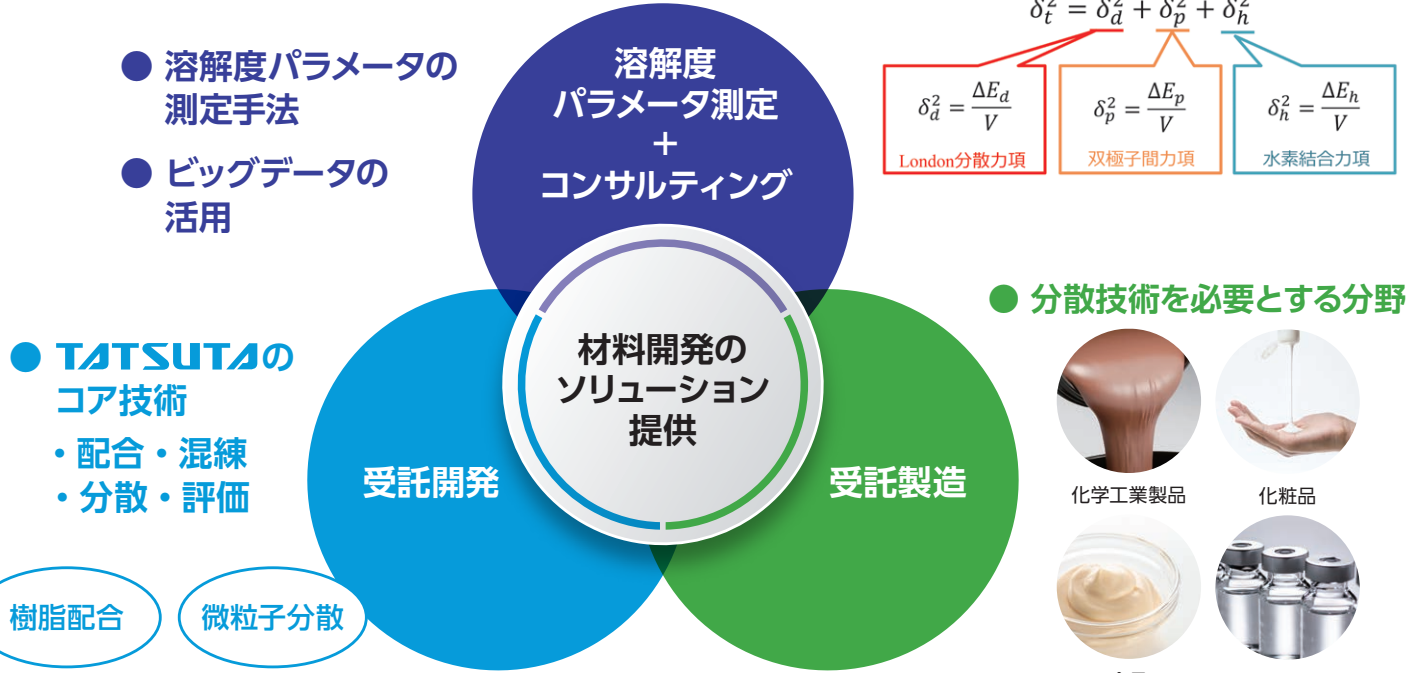 ● 溶解度パラメータの
測定手法
● ビッグデータの
活用
溶解度
パラメータ測定
+
コンサルティング
δ_t^2 = δ_d^2 + δ_p^2 + δ_h^2
δ_d^2 = ΔE_d / V
London分散力項
δ_p^2 = ΔE_p / V
双極子間力項
δ_h^2 = ΔE_h / V
水素結合力項
材料開発の
ソリューション
提供
● TATSUTAの
コア技術
・配合・混練
・分散・評価
受託開発
樹脂配合
微粒子分散
受託製造
● 分散技術を必要とする分野
化学工業製品
化粧品